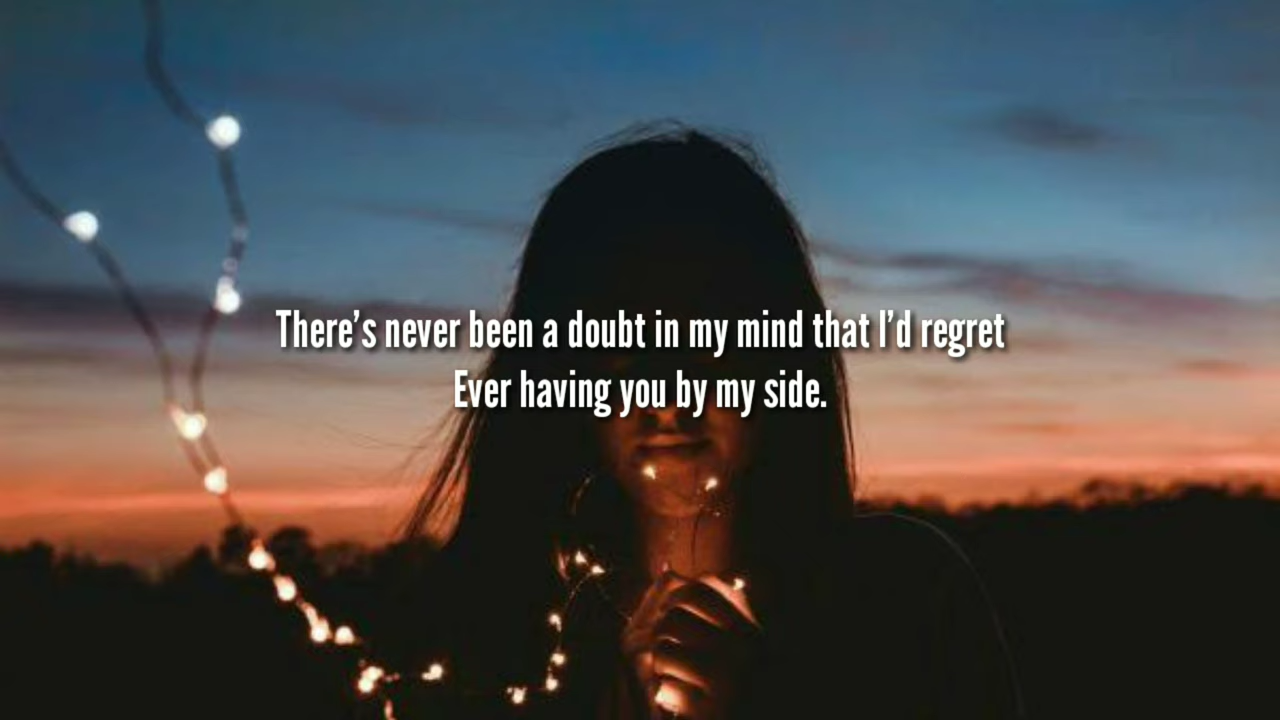 There’s never been a doubt in my mind that I’d regret
Ever having you by my side.